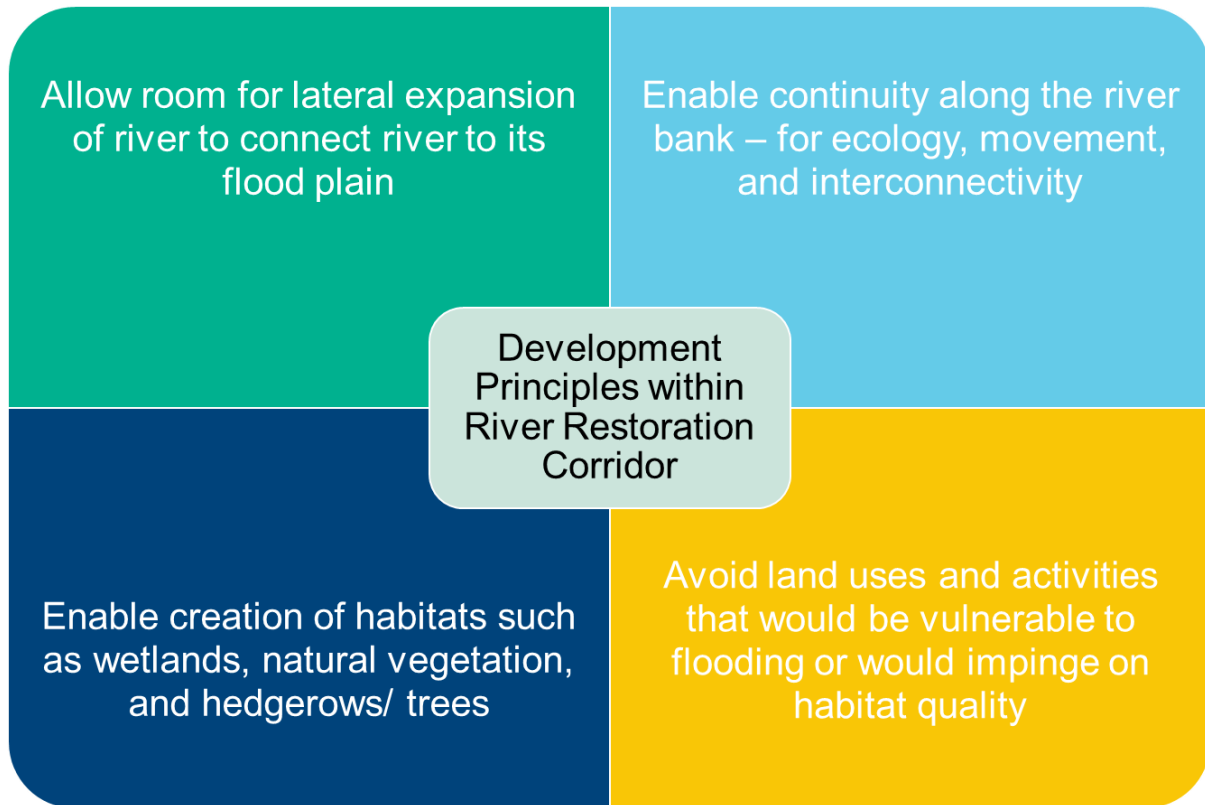 Allow room for lateral expansion
of river to connect river to its
flood plain
Enable continuity along the river
bank – for ecology, movement,
and interconnectivity
Development
Principles within
River Restoration
Corridor
Enable creation of habitats such
as wetlands, natural vegetation,
and hedgerows/ trees
Avoid land uses and activities
that would be vulnerable to
flooding or would impinge on
habitat quality